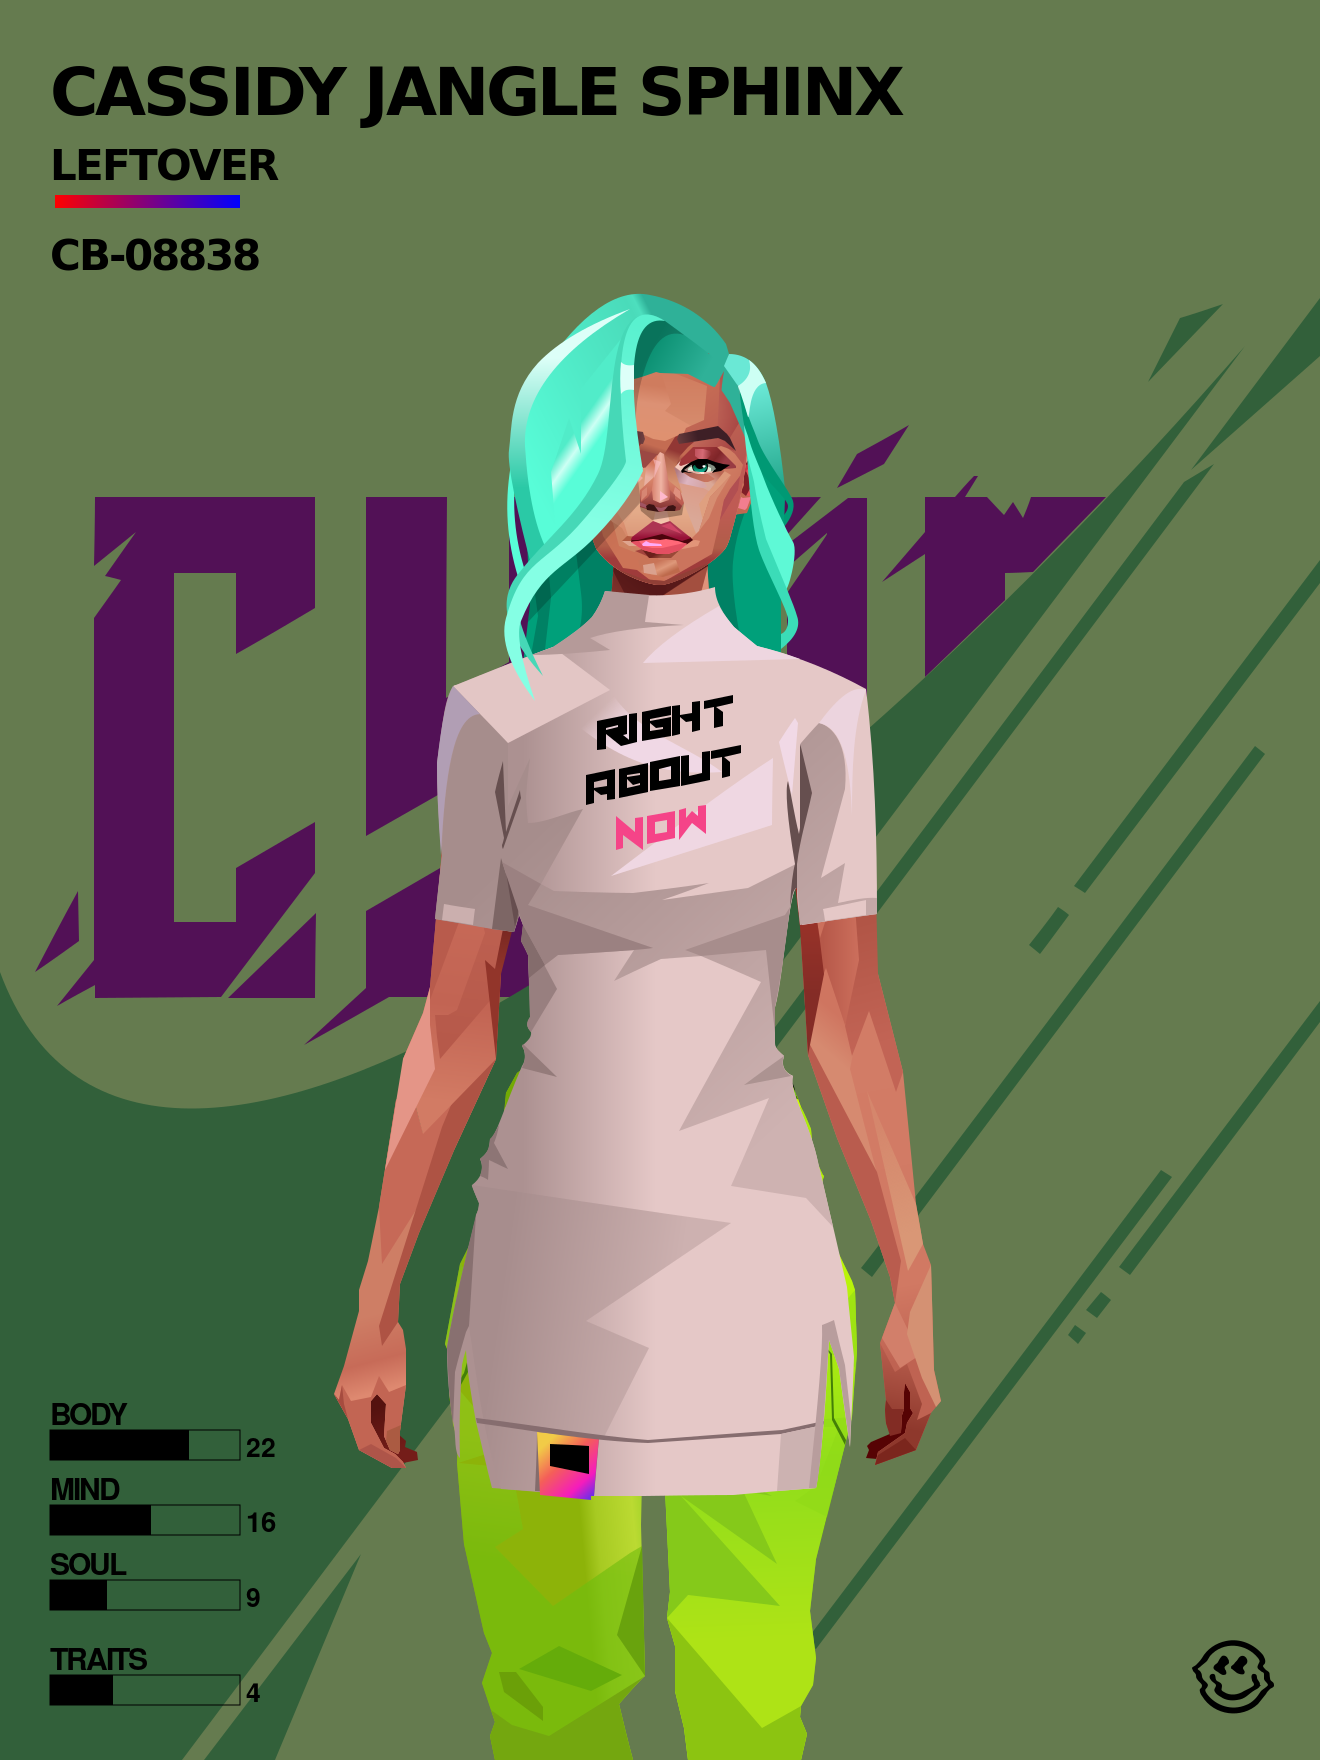 CASSIDY JANGLE SPHINX
LEFTOVER
CB-08838
RIGHT
ABOUT
NOW
BODY
22
MIND
16
SOUL
9
TRAITS
4